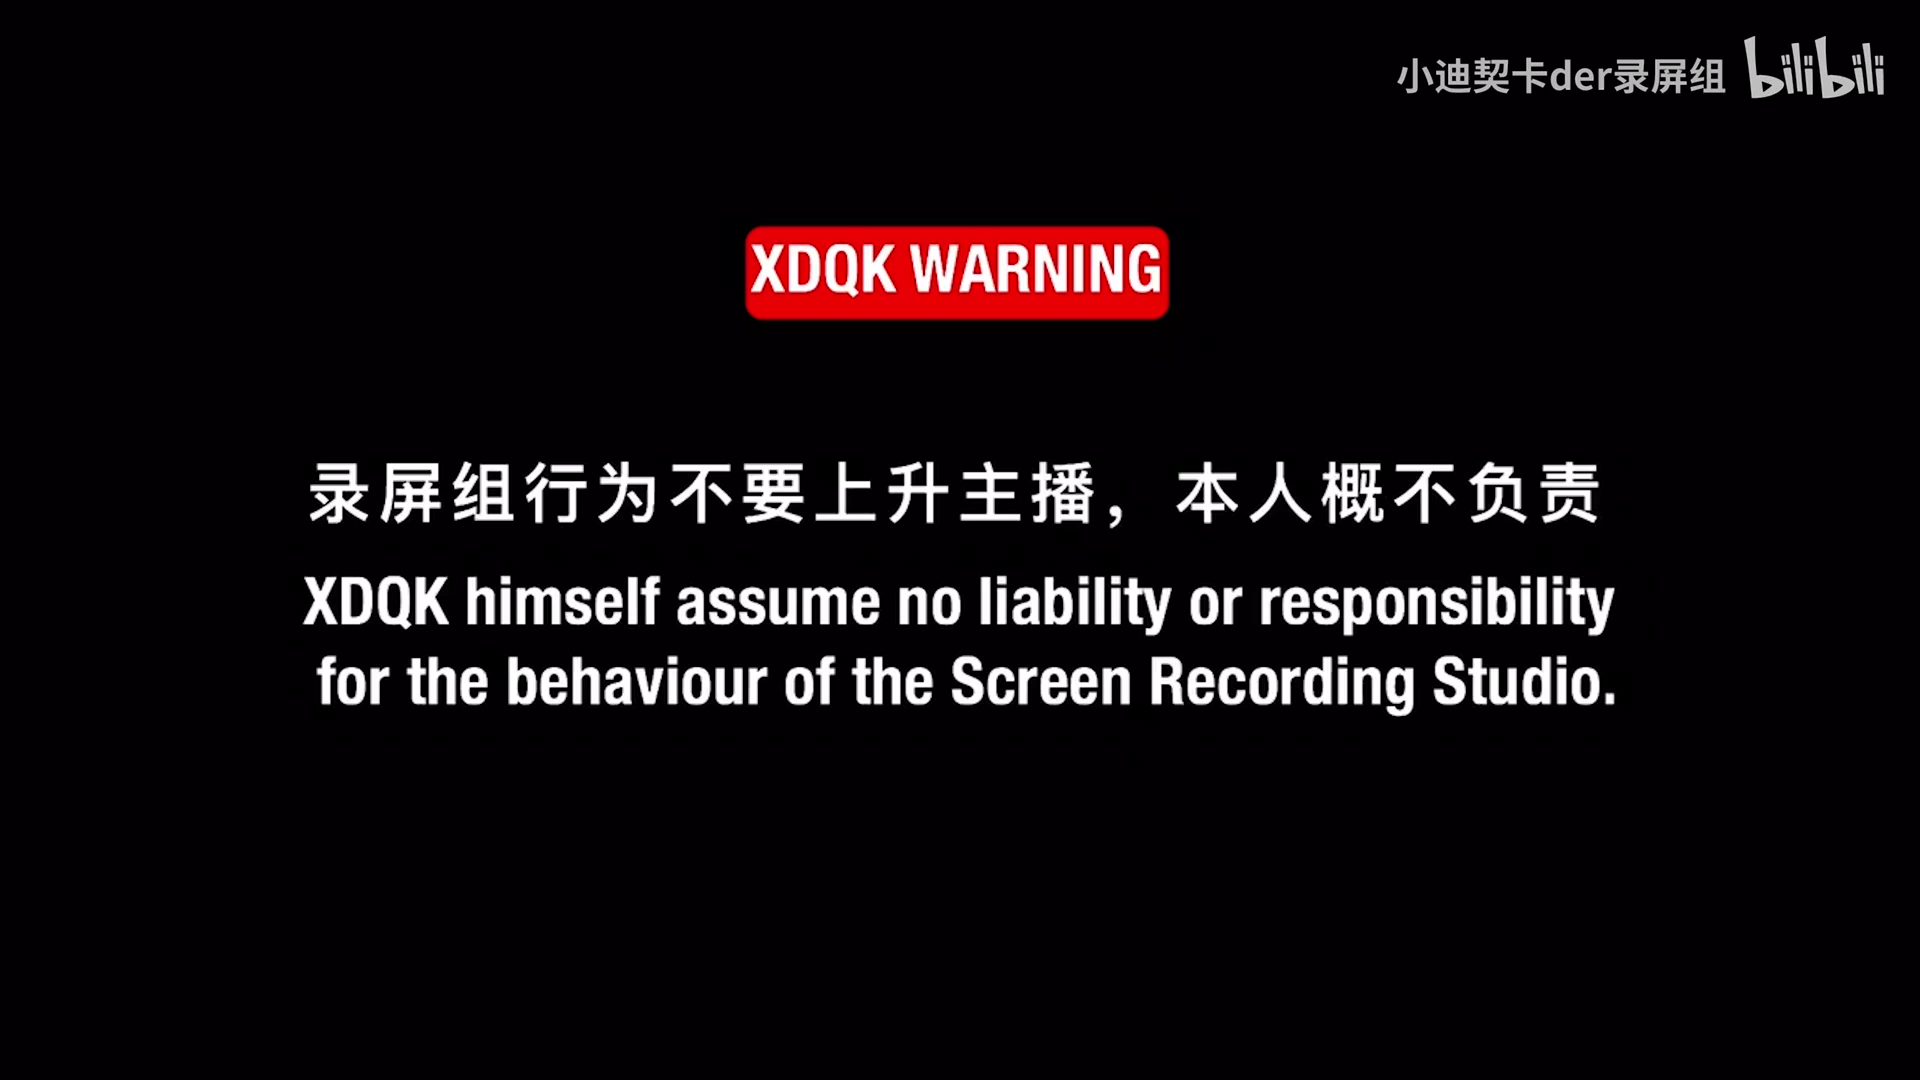 小迪契卡der录屏组 bilibili
XDQK WARNING
录屏组行为不要上升主播，本人概不负责
XDQK himself assume no liability or responsibility
for the behaviour of the Screen Recording Studio.